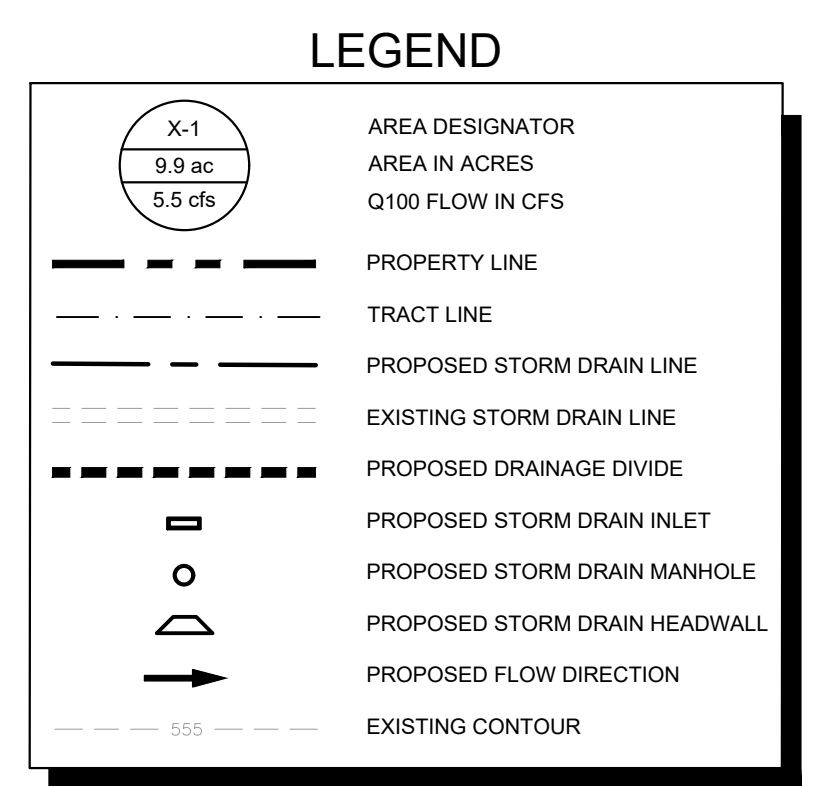 LEGEND
X-1 AREA DESIGNATOR
9.9 ac AREA IN ACRES
5.5 cfs Q100 FLOW IN CFS
PROPERTY LINE
TRACT LINE
PROPOSED STORM DRAIN LINE
EXISTING STORM DRAIN LINE
PROPOSED DRAINAGE DIVIDE
PROPOSED STORM DRAIN INLET
PROPOSED STORM DRAIN MANHOLE
PROPOSED STORM DRAIN HEADWALL
PROPOSED FLOW DIRECTION
555 EXISTING CONTOUR